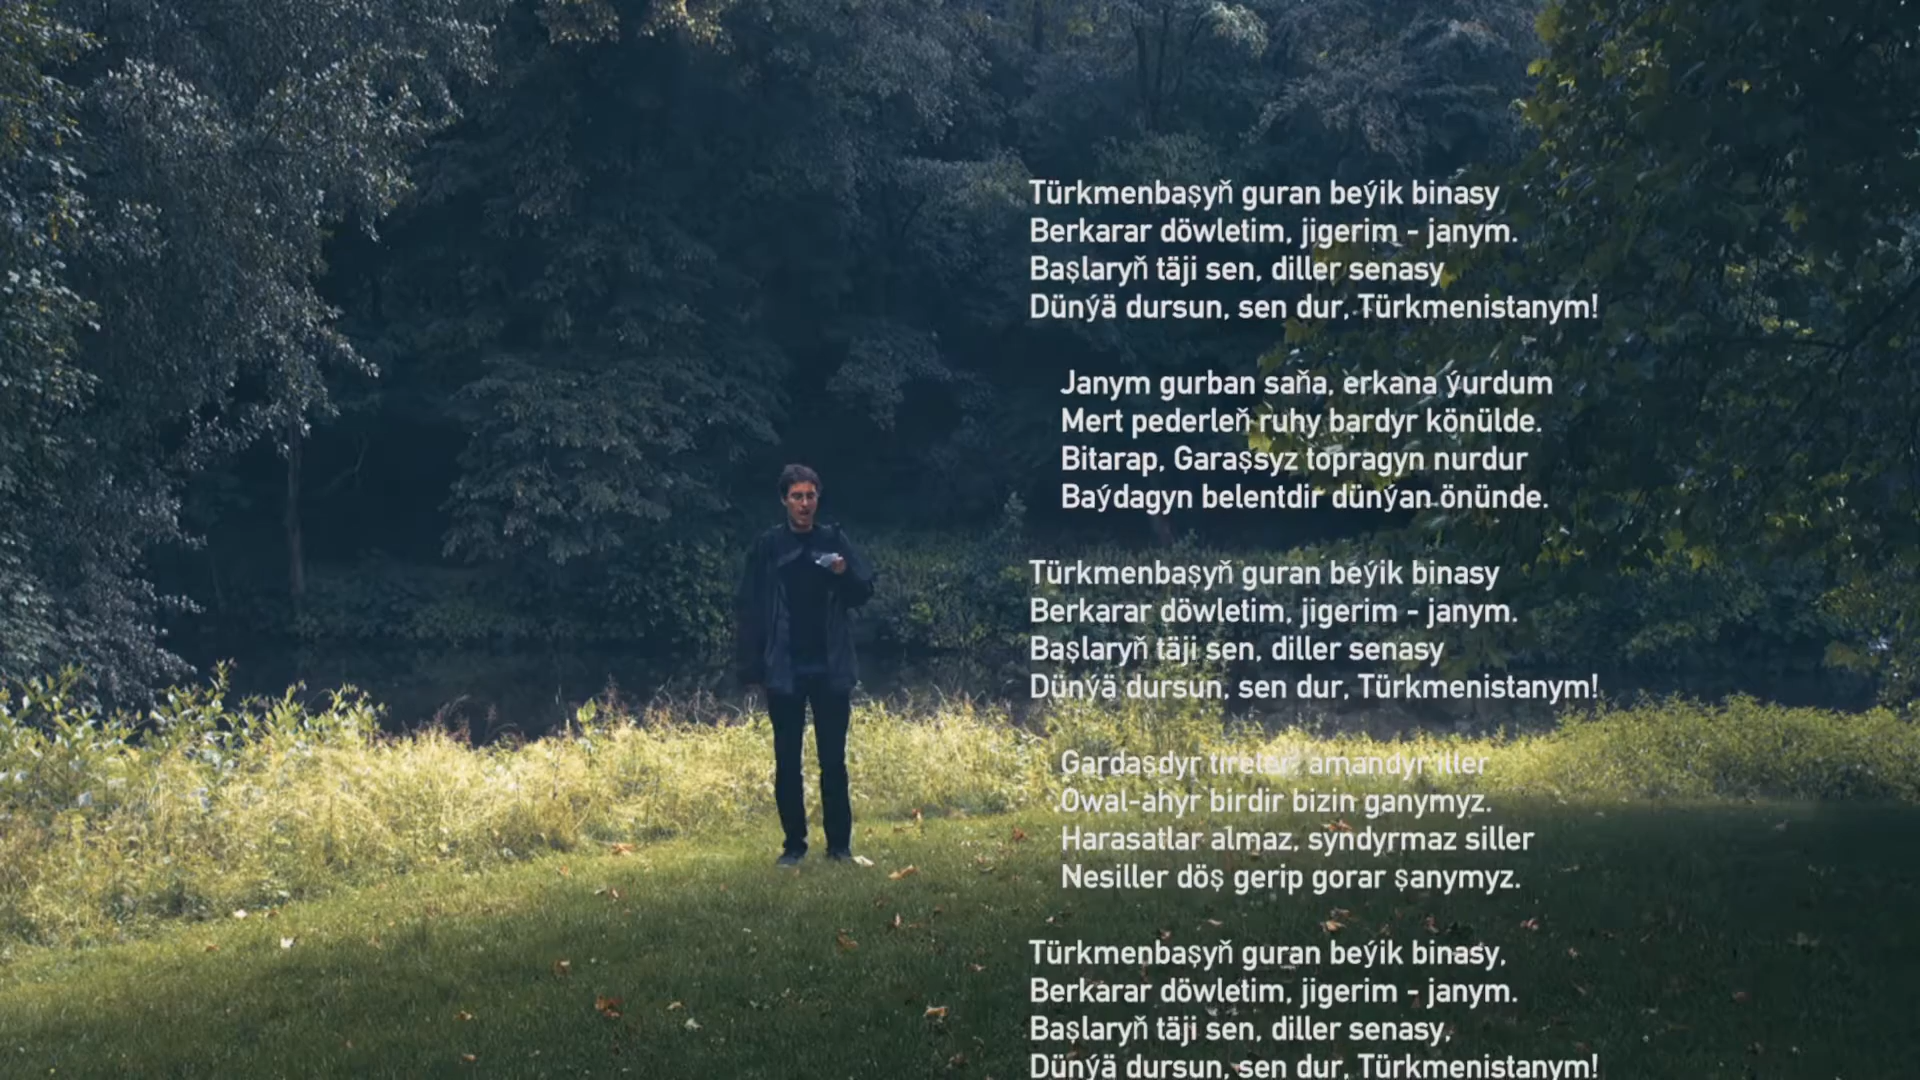 Türkmenbaşyň guran beýik binasy
Berkarar döwletim, jigerim - janym.
Başlaryň täji sen, diller senasy
Dünýä dursun, sen dur, Türkmenistanym!
Janym gurban saňa, erkana ýurdum
Mert pederleň ruhy bardyr könülde.
Bitarap, Garaşsyz topragyn nurdur
Baýdagyn belentdir dünýan önünde.
Türkmenbaşyň guran beýik binasy
Berkarar döwletim, jigerim - janym.
Başlaryň täji sen, diller senasy
Dünýä dursun, sen dur, Türkmenistanym!
Gardaşdyr tireler, amandyr iller
Owal-ahyr birdir bizin ganymyz.
Harasatlar almaz, syndyrmaz siller
Nesiller döş gerip gorar şanymyz.
Türkmenbaşyň guran beýik binasy,
Berkarar döwletim, jigerim - janym.
Başlaryň täji sen, diller senasy,
Dünýä dursun, sen dur, Türkmenistanym!